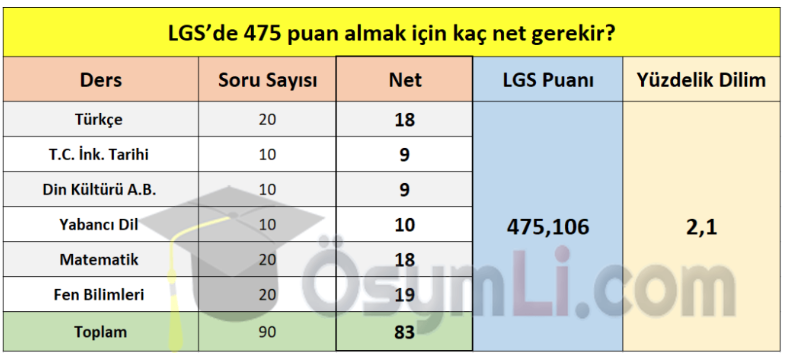 LGS’de 475 puan almak için kaç net gerekir?
Ders Soru Sayısı Net LGS Puanı Yüzdelik Dilim
Türkçe 20 18
T.C. İnk. Tarihi 10 9
Din Kültürü A.B. 10 9
Yabancı Dil 10 10 475,106 2,1
Matematik 20 18
Fen Bilimleri 20 19
Toplam 90 83
ÖsymLi.com